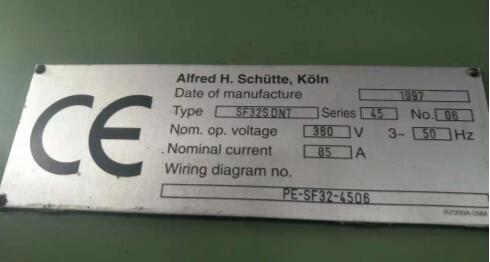 CE
Alfred H. Schütte, Köln
Date of manufacture 1997
Type SF32SDNT Series 45 No. 06
Nom. op. voltage 380 V 3~ 50 Hz
Nominal current 85 A
Wiring diagram no.
PE-SF32-4506